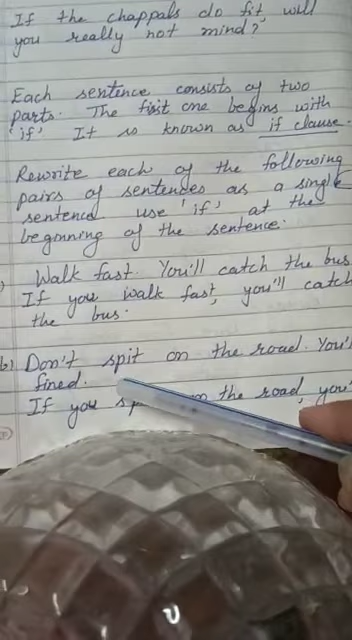 If the chappals do fit, will
you really not mind?
Each sentence consists of two
parts. The first one begins with
'if'. It is known as if clause.
Rewrite each of the following
pairs of sentences as a single
sentence use 'if' at the
beginning of the sentence.
Walk fast. You'll catch the bus
If you walk fast, you'll catch
the bus.
b) Don't spit on the road. You'l
fined.
If you sp on the road, you'